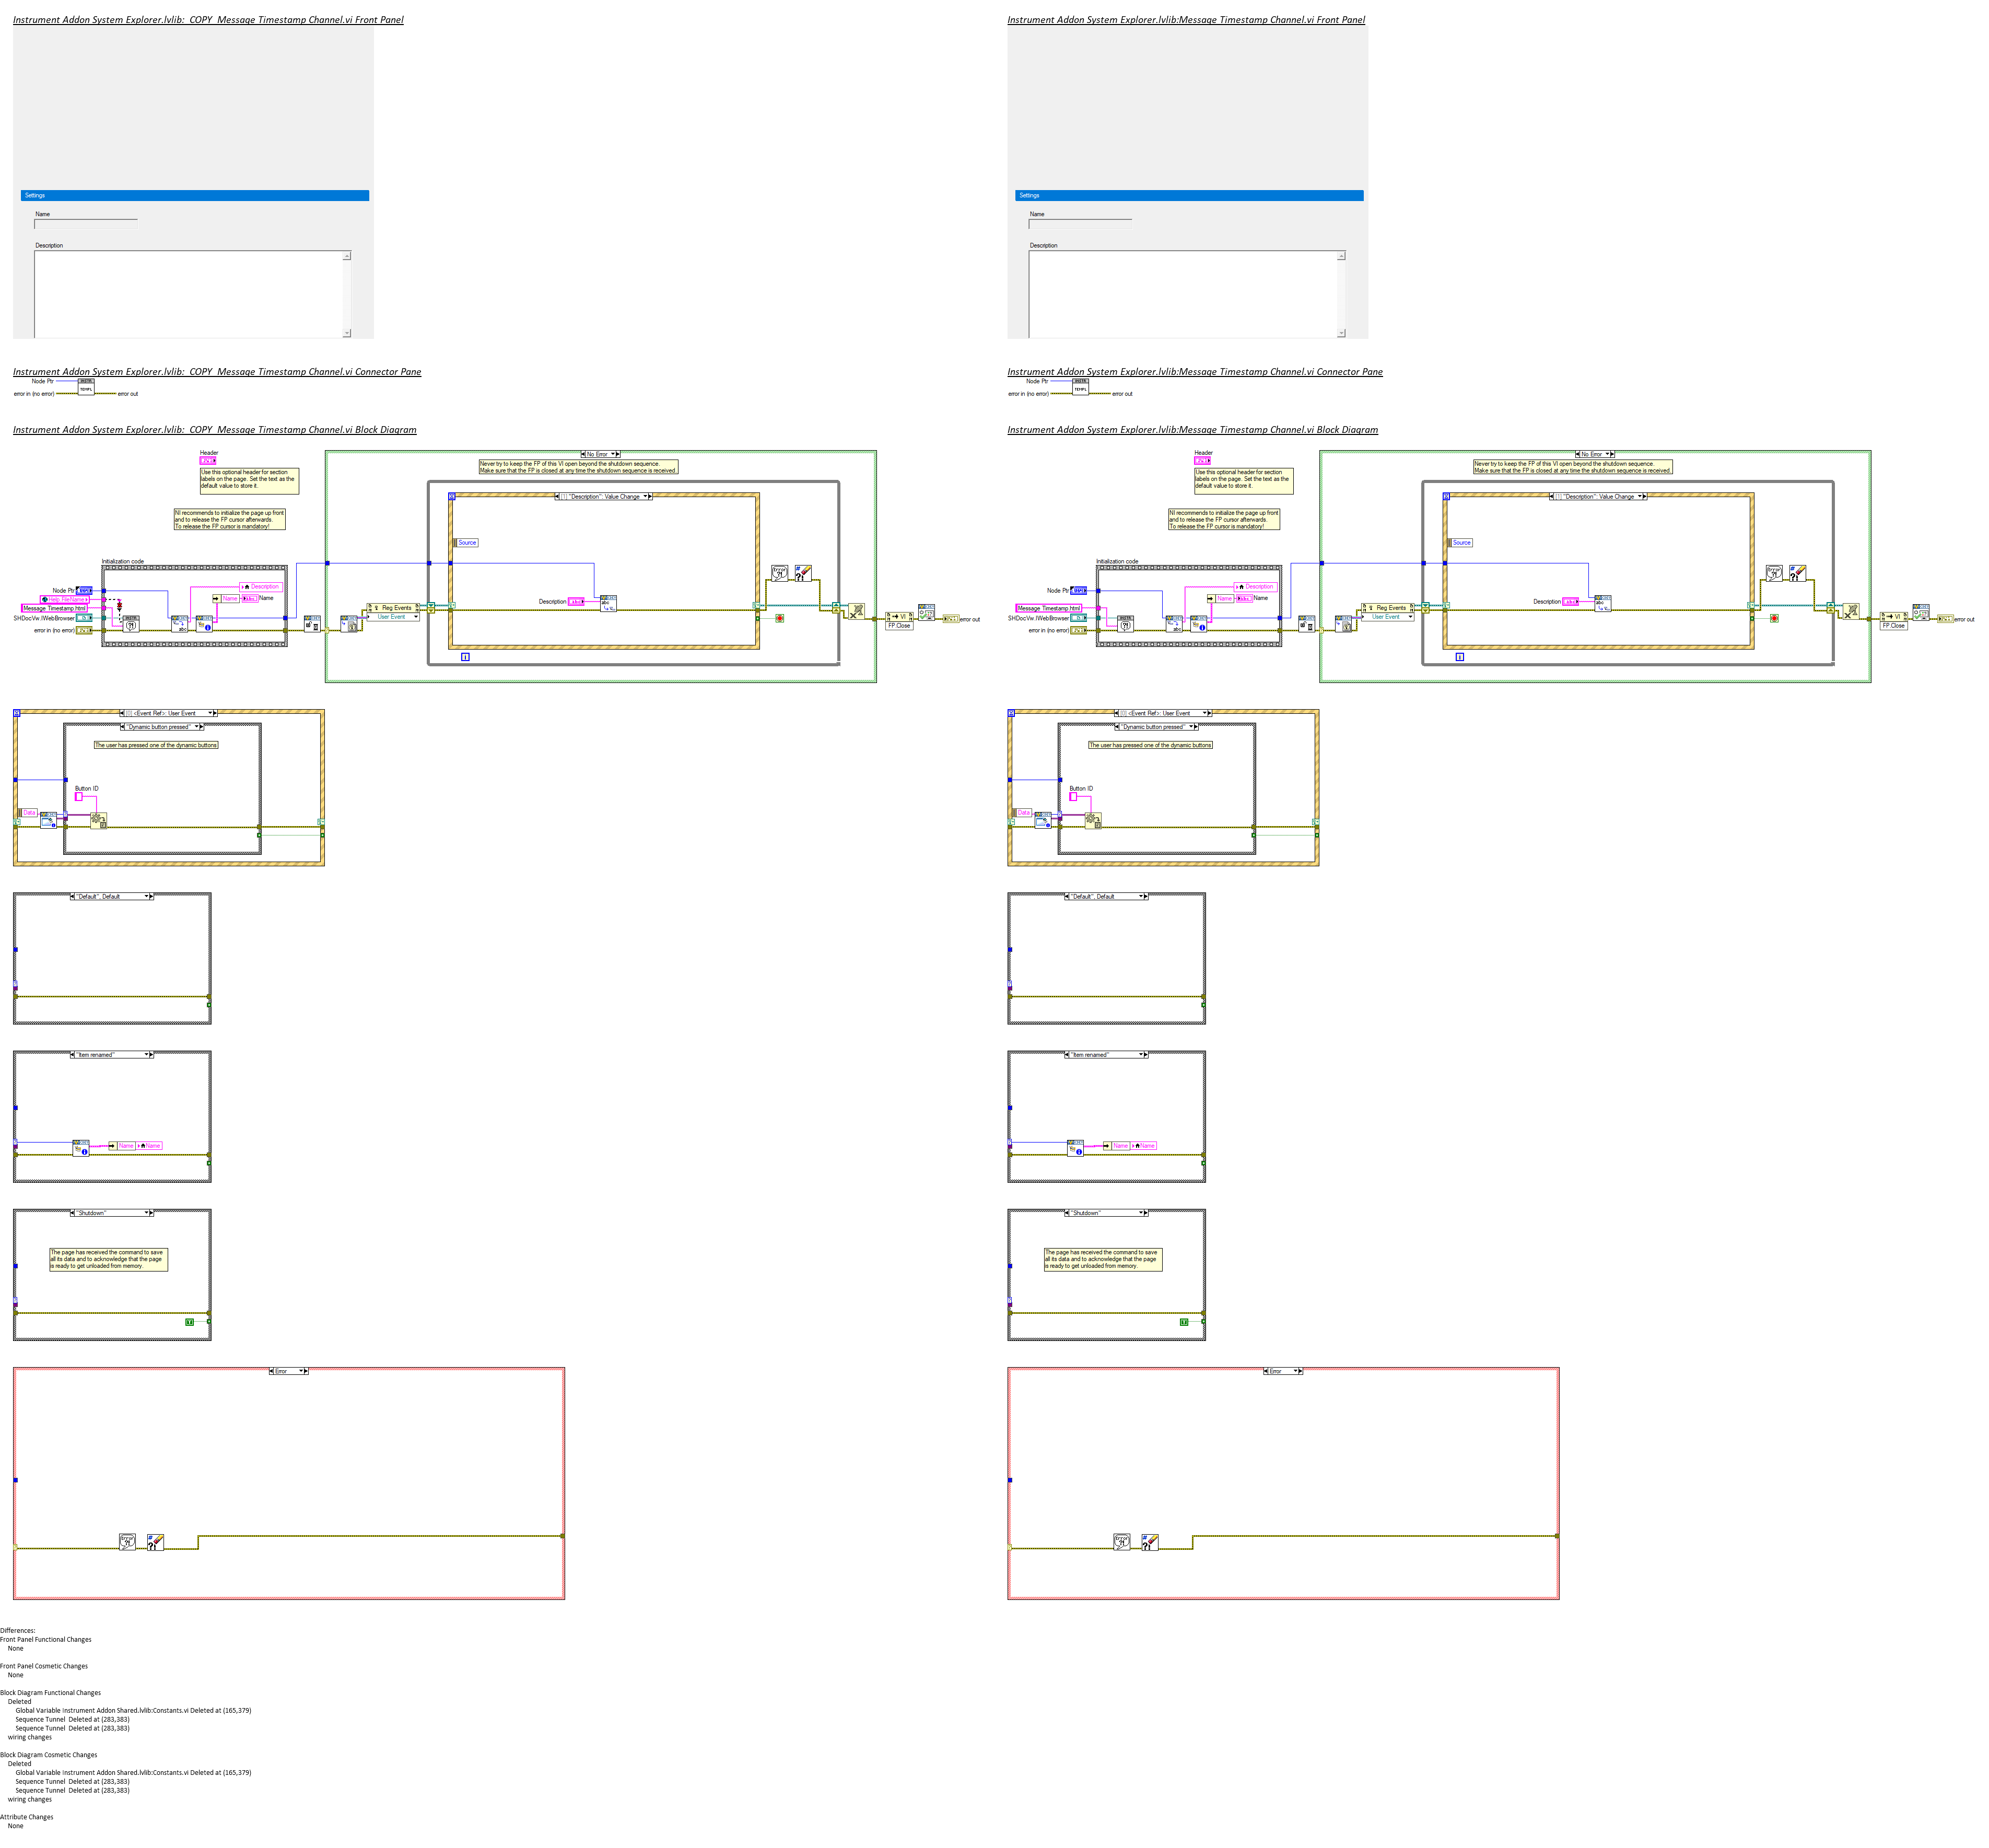 Instrument Addon System Explorer.lvlib:_COPY_Message Timestamp Channel.vi Front Panel
Settings
Name
Description
Instrument Addon System Explorer.lvlib:_COPY_Message Timestamp Channel.vi Connector Pane
Node Ptr
error in (no error)
error out
Instrument Addon System Explorer.lvlib:_COPY_Message Timestamp Channel.vi Block Diagram
Header
Use this optional header for section
labels on the page. Set the text as the
default value to store it.
NI recommends to initialize the page up front
and to release the FP cursor afterwards.
To release the FP cursor is mandatory!
Initialization code
Node Ptr
Help FileName
Message Timestamp.html
SHDocVw.IWebBrowser
error in (no error)
Description
Name
Name
No Error
Never try to keep the FP of this VI open beyond the shutdown sequence.
Make sure that the FP is closed at any time the shutdown sequence is received.
[1] "Description": Value Change
Source
Description
Reg Events
User Event
VI
FP.Close
error out
[0] <Event Ref>: User Event
"Dynamic button pressed"
The user has pressed one of the dynamic buttons
Button ID
Data
"Default", Default
"Item renamed"
Name
Name
"Shutdown"
The page has received the command to save
all its data and to acknowledge that the page
is ready to get unloaded from memory.
Error
Instrument Addon System Explorer.lvlib:Message Timestamp Channel.vi Front Panel
Settings
Name
Description
Instrument Addon System Explorer.lvlib:Message Timestamp Channel.vi Connector Pane
Node Ptr
error in (no error)
error out
Instrument Addon System Explorer.lvlib:Message Timestamp Channel.vi Block Diagram
Header
Use this optional header for section
labels on the page. Set the text as the
default value to store it.
NI recommends to initialize the page up front
and to release the FP cursor afterwards.
To release the FP cursor is mandatory!
Initialization code
Node Ptr
Message Timestamp.html
SHDocVw.IWebBrowser
error in (no error)
Description
Name
Name
No Error
Never try to keep the FP of this VI open beyond the shutdown sequence.
Make sure that the FP is closed at any time the shutdown sequence is received.
[1] "Description": Value Change
Source
Description
Reg Events
User Event
VI
FP.Close
error out
[0] <Event Ref>: User Event
"Dynamic button pressed"
The user has pressed one of the dynamic buttons
Button ID
Data
"Default", Default
"Item renamed"
Name
Name
"Shutdown"
The page has received the command to save
all its data and to acknowledge that the page
is ready to get unloaded from memory.
Error
Differences:
Front Panel Functional Changes
None
Front Panel Cosmetic Changes
None
Block Diagram Functional Changes
Deleted
Global Variable Instrument Addon Shared.lvlib:Constants.vi Deleted at (165,379)
Sequence Tunnel  Deleted at (283,383)
Sequence Tunnel  Deleted at (283,383)
wiring changes
Block Diagram Cosmetic Changes
Deleted
Global Variable Instrument Addon Shared.lvlib:Constants.vi Deleted at (165,379)
Sequence Tunnel  Deleted at (283,383)
Sequence Tunnel  Deleted at (283,383)
wiring changes
Attribute Changes
None